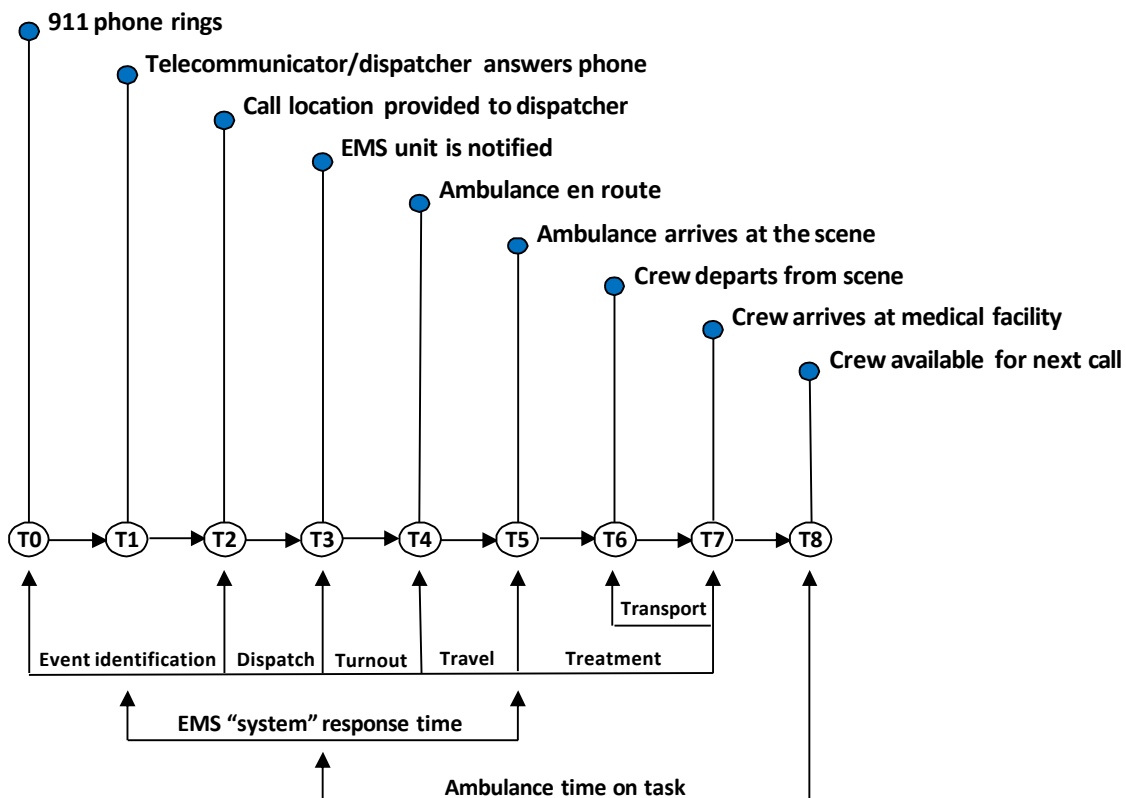 911 phone rings
Telecommunicator/dispatcher answers phone
Call location provided to dispatcher
EMS unit is notified
Ambulance en route
Ambulance arrives at the scene
Crew departs from scene
Crew arrives at medical facility
Crew available for next call
T0 T1 T2 T3 T4 T5 T6 T7 T8
Transport
Event identification Dispatch Turnout Travel Treatment
EMS “system” response time
Ambulance time on task